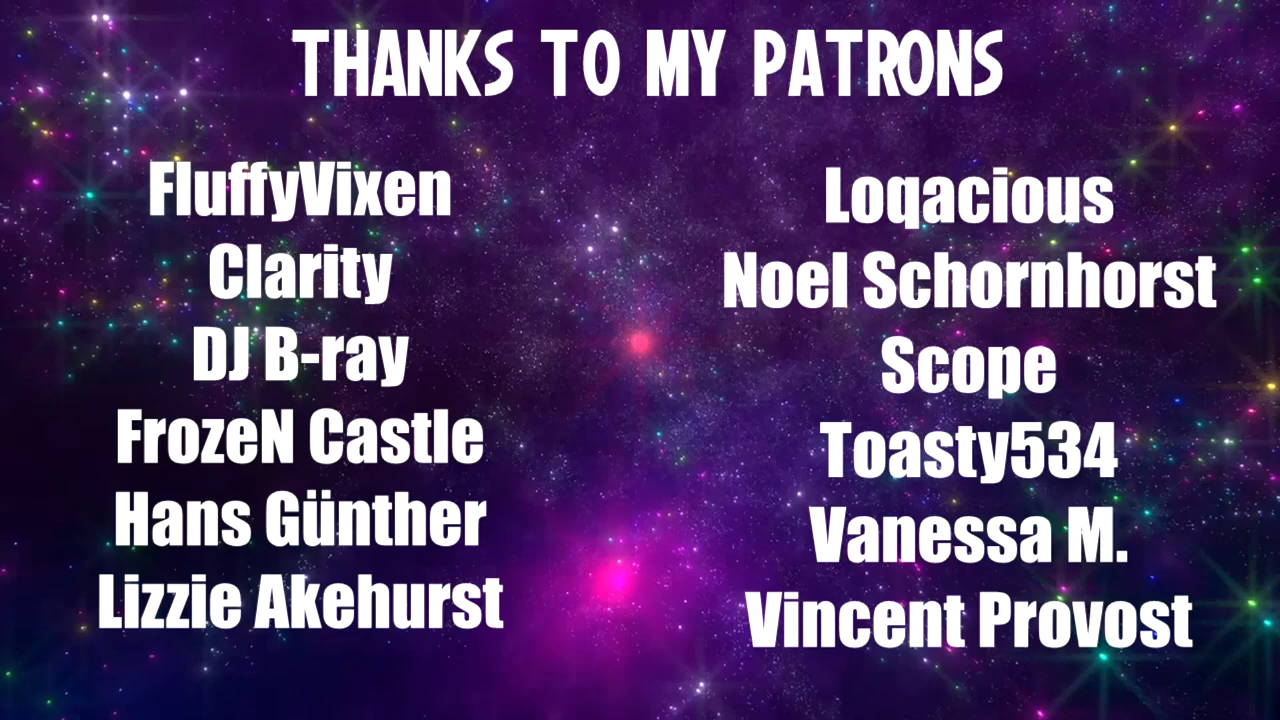 THANKS TO MY PATRONS
FluffyVixen
Clarity
DJ B-ray
FrozeN Castle
Hans Günther
Lizzie Akehurst
Loqacious
Noel Schornhorst
Scope
Toasty534
Vanessa M.
Vincent Provost